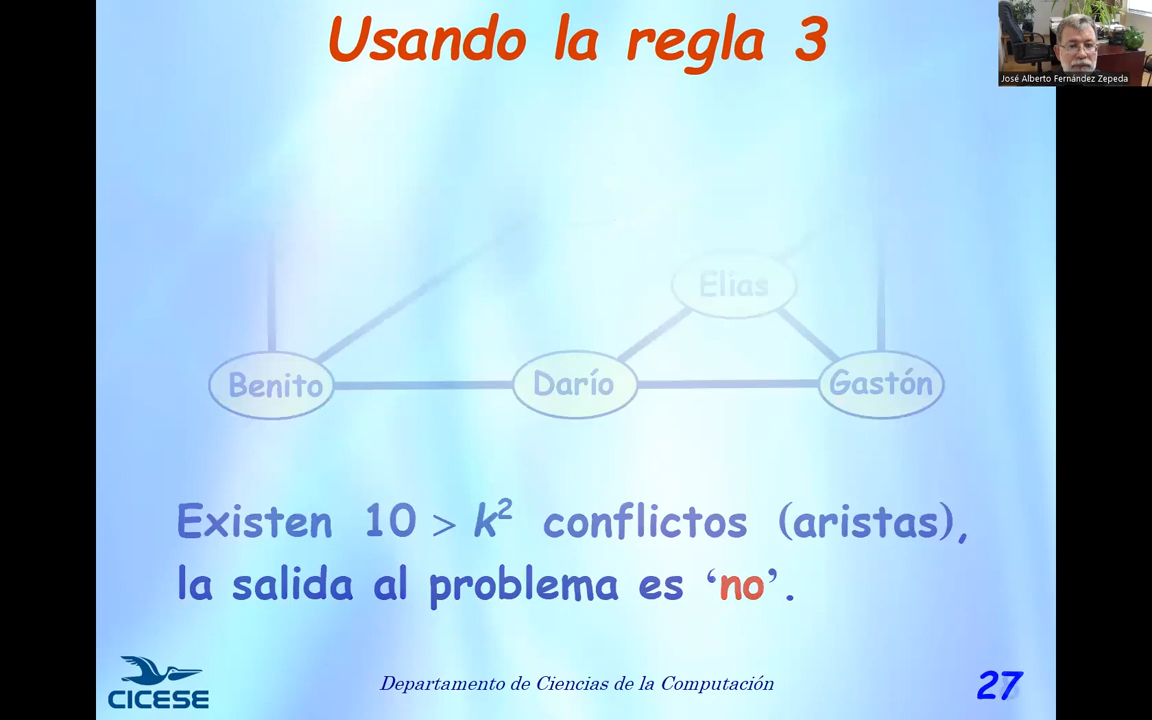 Usando la regla 3
José Alberto Fernández Zepeda
Elias
Benito
Darío
Gastón
Existen 10 > k² conflictos (aristas),
la salida al problema es ‘no’.
CICESE
Departamento de Ciencias de la Computación
27